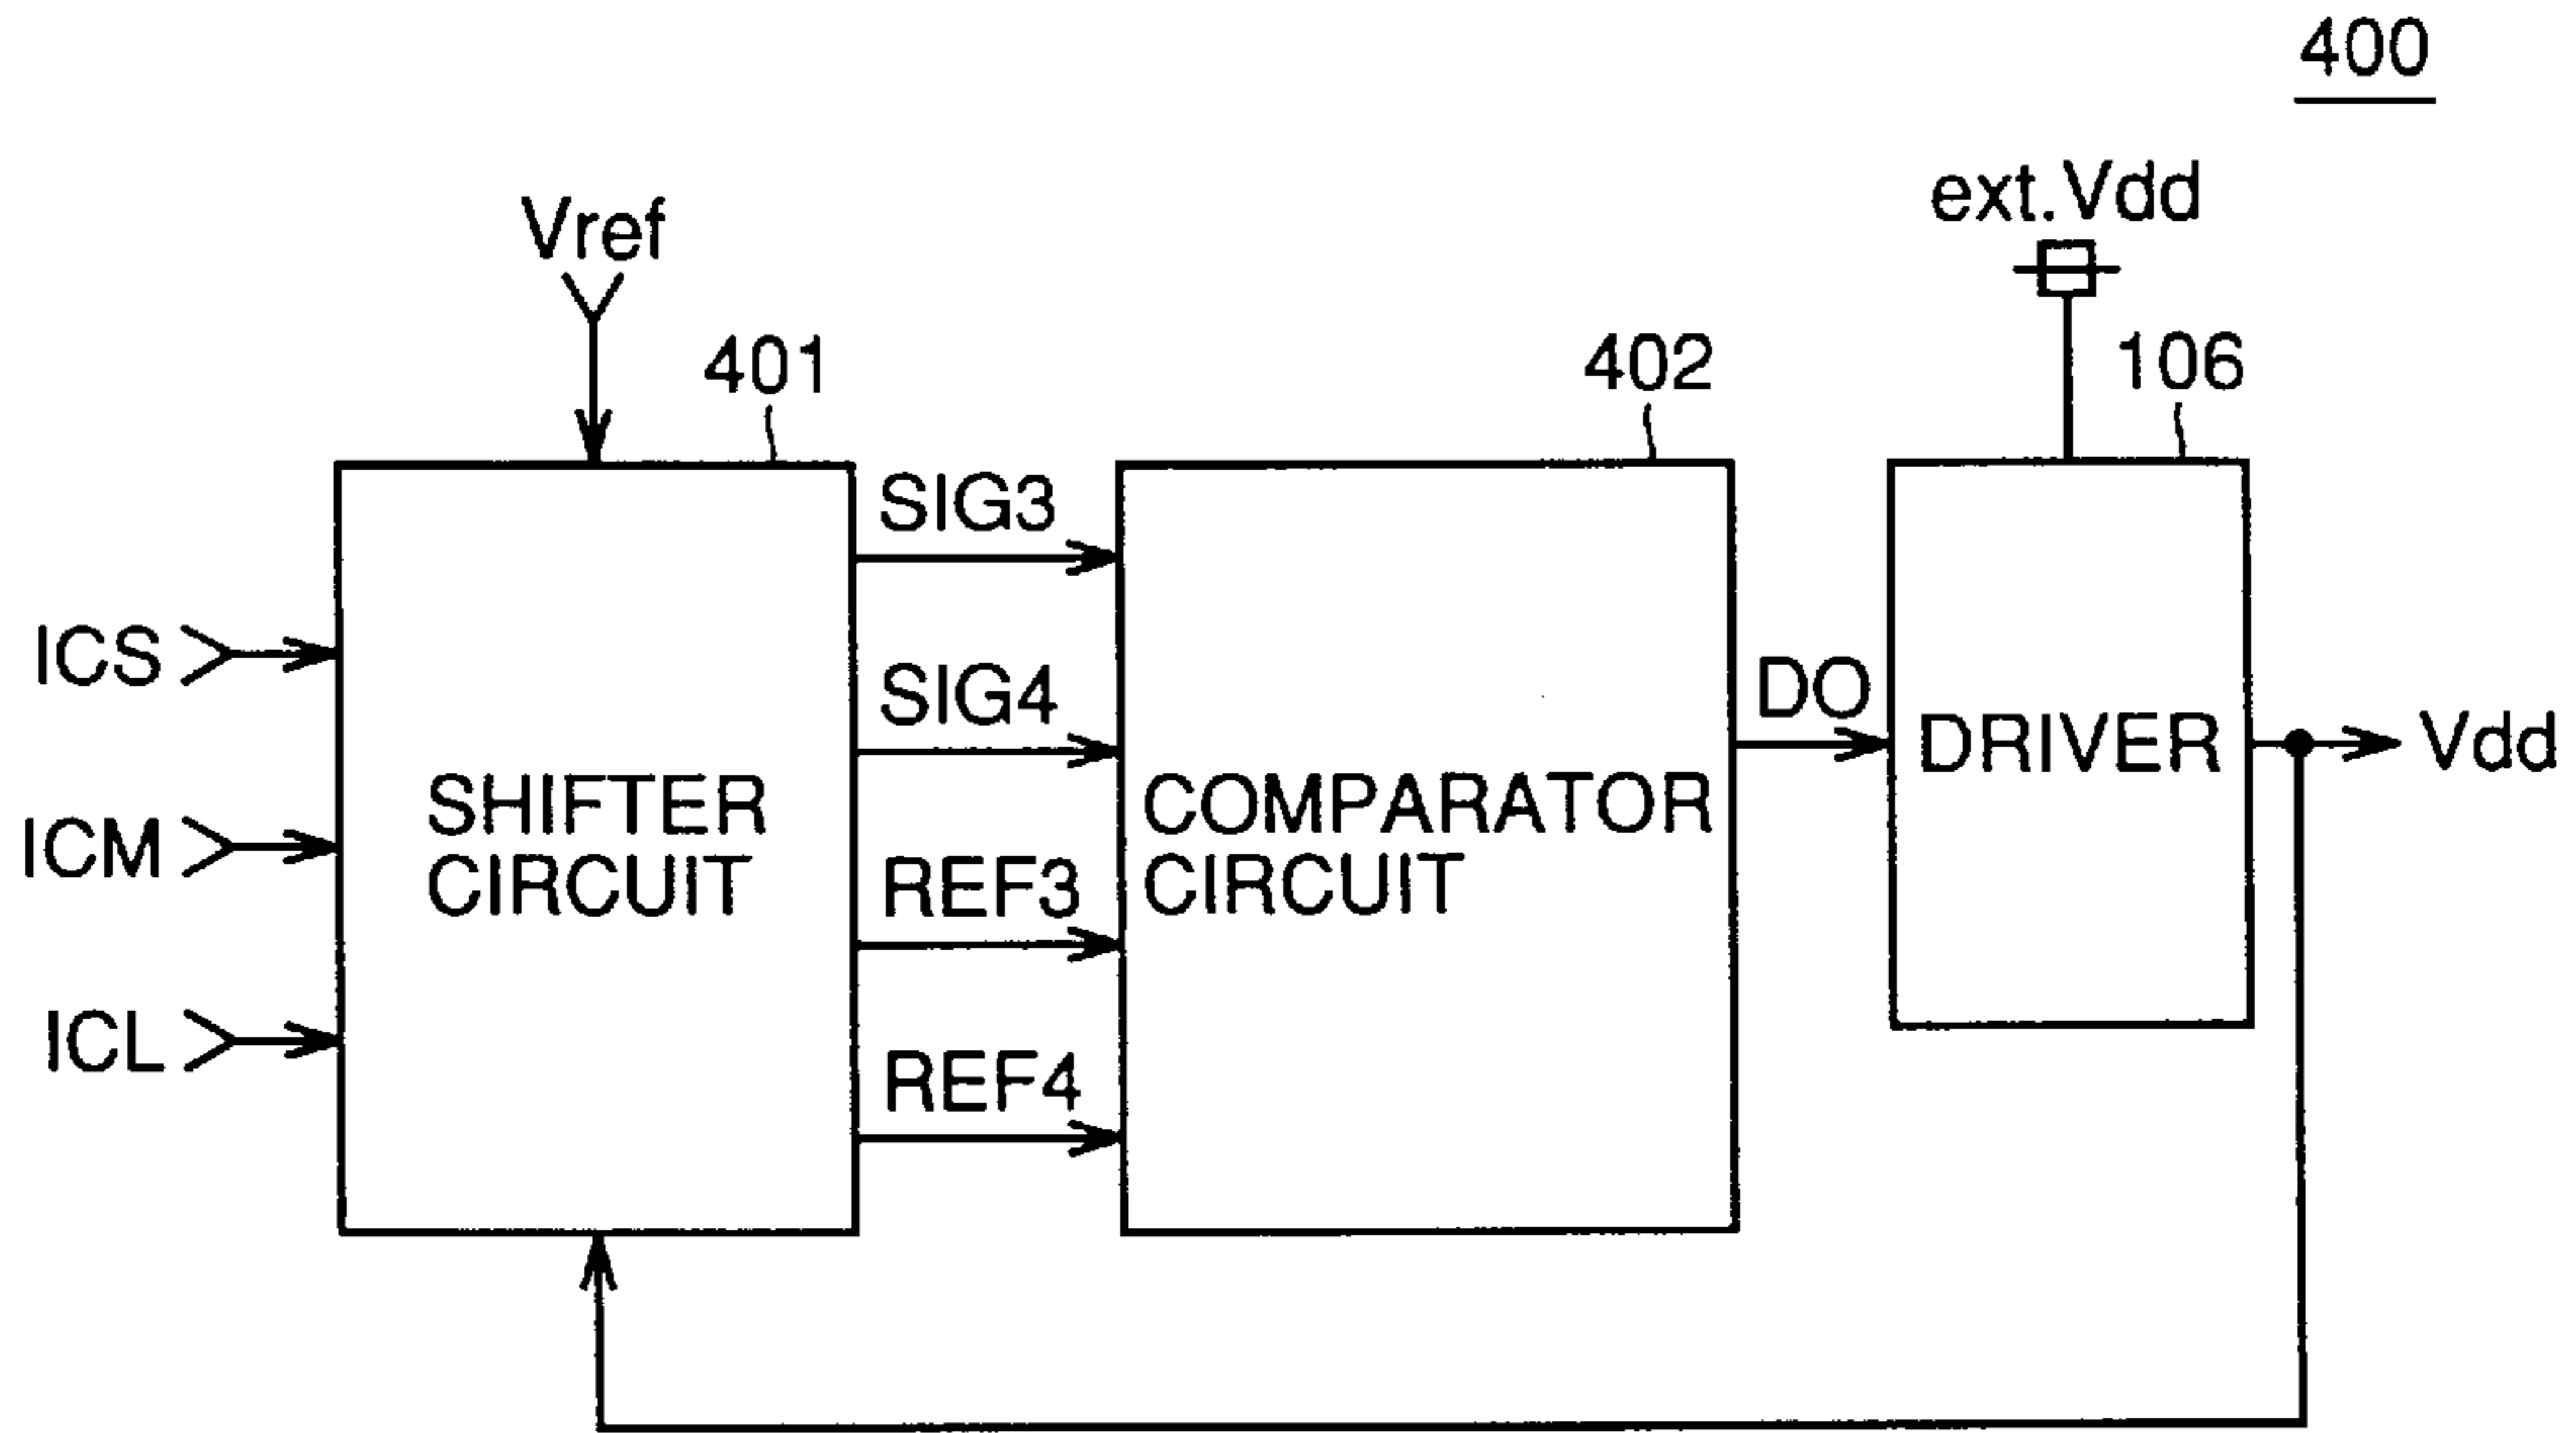 400
ext.Vdd
Vref
401
402
106
SIG3
ICS
SIG4
DO
DRIVER
Vdd
SHIFTER
CIRCUIT
COMPARATOR
CIRCUIT
ICM
REF3
ICL
REF4